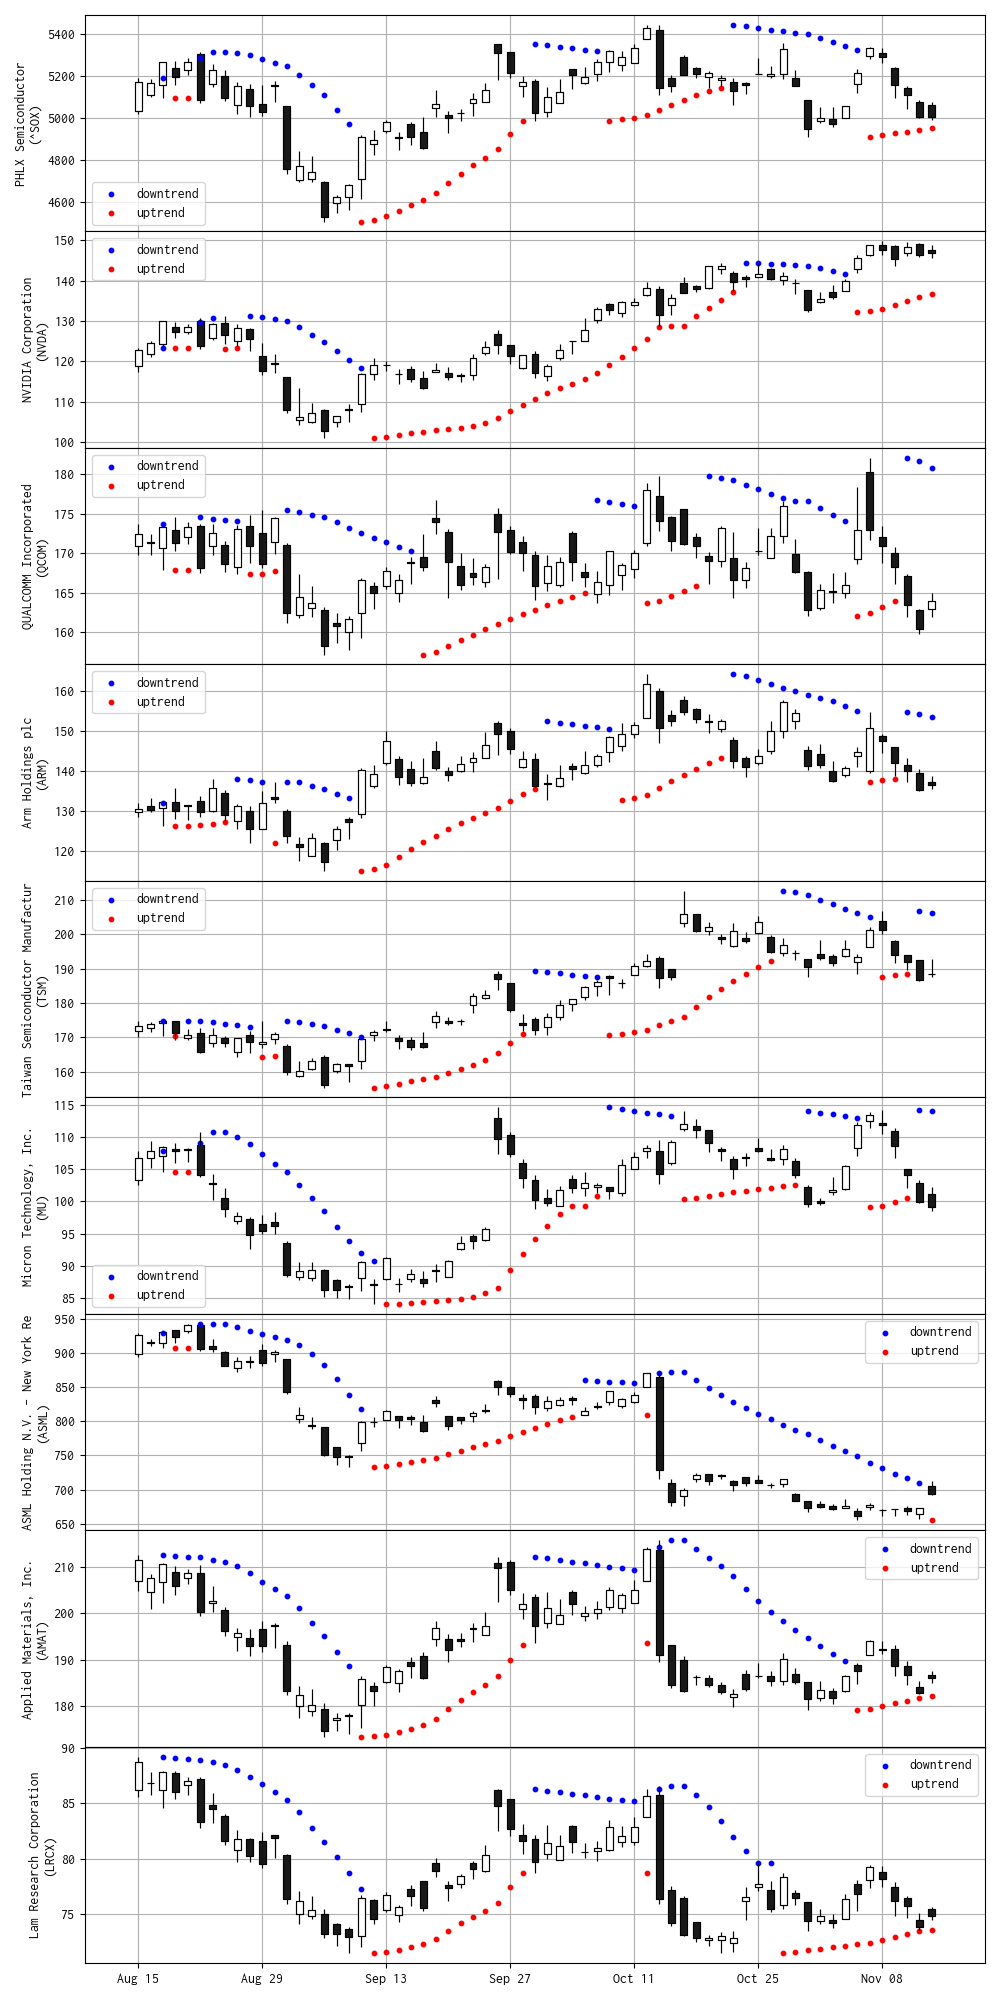 PHLX Semiconductor
(^SOX)
5400
5200
5000
4800
4600
downtrend
uptrend
NVIDIA Corporation
(NVDA)
150
140
130
120
110
100
downtrend
uptrend
QUALCOMM Incorporated
(QCOM)
180
175
170
165
160
downtrend
uptrend
Arm Holdings plc
(ARM)
160
150
140
130
120
downtrend
uptrend
Taiwan Semiconductor Manufactur
(TSM)
210
200
190
180
170
160
downtrend
uptrend
Micron Technology, Inc.
(MU)
115
110
105
100
95
90
85
downtrend
uptrend
ASML Holding N.V. - New York Re
(ASML)
950
900
850
800
750
700
650
downtrend
uptrend
Applied Materials, Inc.
(AMAT)
210
200
190
180
downtrend
uptrend
Lam Research Corporation
(LRCX)
90
85
80
75
downtrend
uptrend
Aug 15
Aug 29
Sep 13
Sep 27
Oct 11
Oct 25
Nov 08